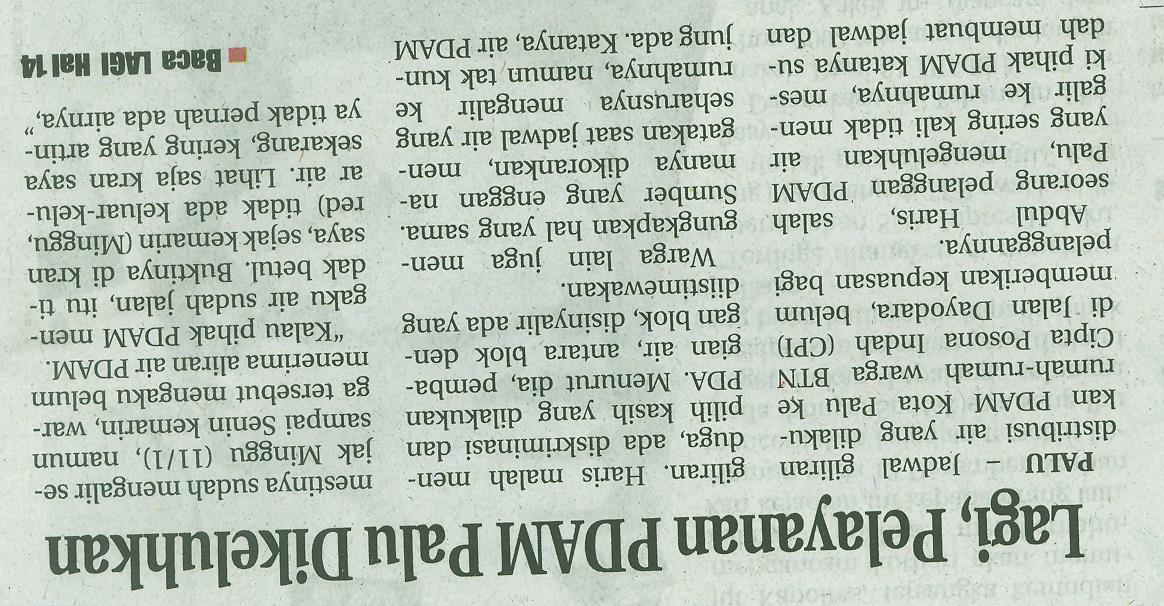 Lagi, Pelayanan PDAM Palu Dikeluhkan
PALU – Jadwal giliran
distribusi air yang dilaku-
kan PDAM Kota Palu ke
rumah-rumah warga BTN
Cipta Posona Indah (CPI)
di Jalan Dayodara, belum
memberikan kepuasan bagi
pelanggannya.
Abdul Haris, salah
seorang pelanggan PDAM
Palu, mengeluhkan air
yang sering kali tidak men-
galir ke rumahnya, mes-
ki pihak PDAM katanya su-
dah membuat jadwal dan
giliran. Haris malah men-
duga, ada diskriminasi dan
pilih kasih yang dilakukan
PDA. Menurut dia, pemba-
gian air, antara blok den-
gan blok, disinyalir ada yang
diistimewakan.
Warga lain juga men-
gungkapkan hal yang sama.
Sumber yang enggan na-
manya dikorankan, men-
gatakan saat jadwal air yang
seharusnya mengalir ke
rumahnya, namun tak kun-
jung ada. Katanya, air PDAM
mestinya sudah mengalir se-
jak Minggu (11/1), namun
sampai Senin kemarin, war-
ga tersebut mengaku belum
menerima aliran air PDAM.
“Kalau pihak PDAM men
gaku air sudah jalan, itu ti-
dak betul. Buktinya di kran
saya, sejak kemarin (Minggu,
red) tidak ada keluar-kelu-
ar air. Lihat saja kran saya
sekarang, kering yang artin-
ya tidak pernah ada airnya,”
Baca LAGI Hal 14